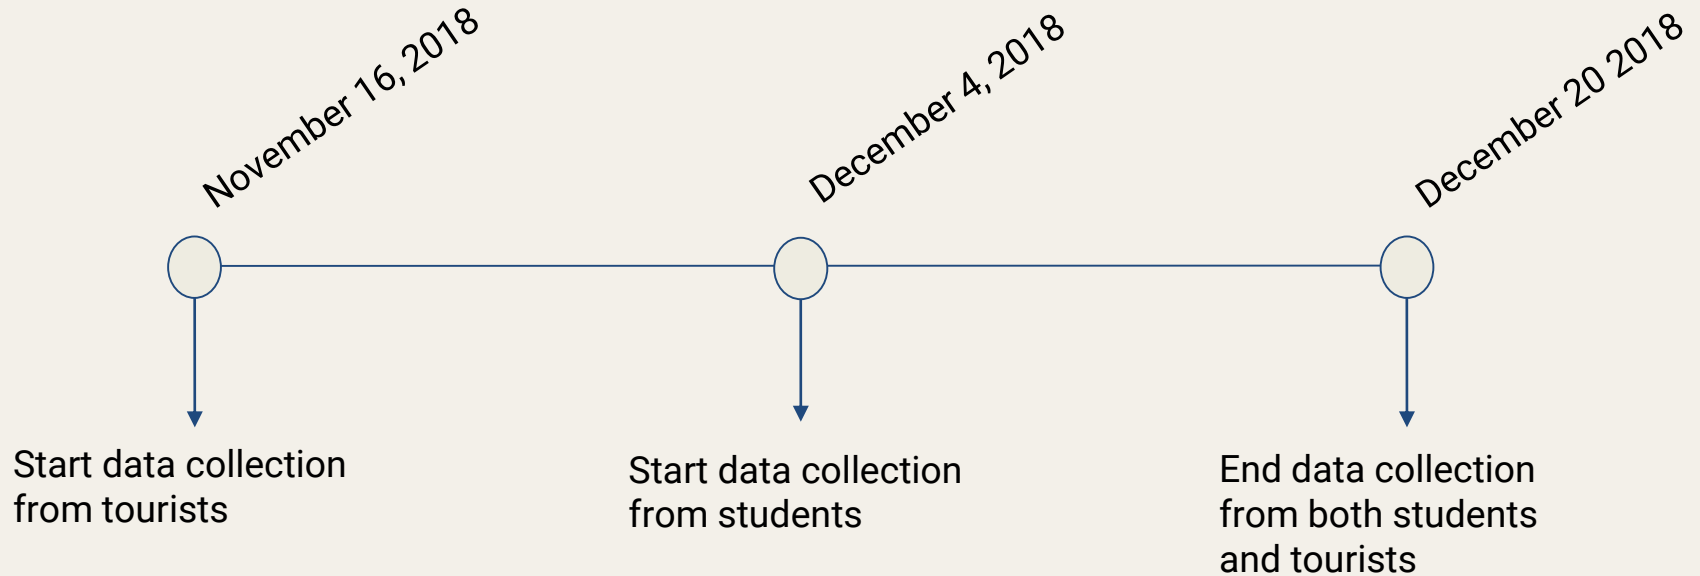 November 16, 2018
December 4, 2018
December 20 2018
Start data collection
from tourists
Start data collection
from students
End data collection
from both students
and tourists